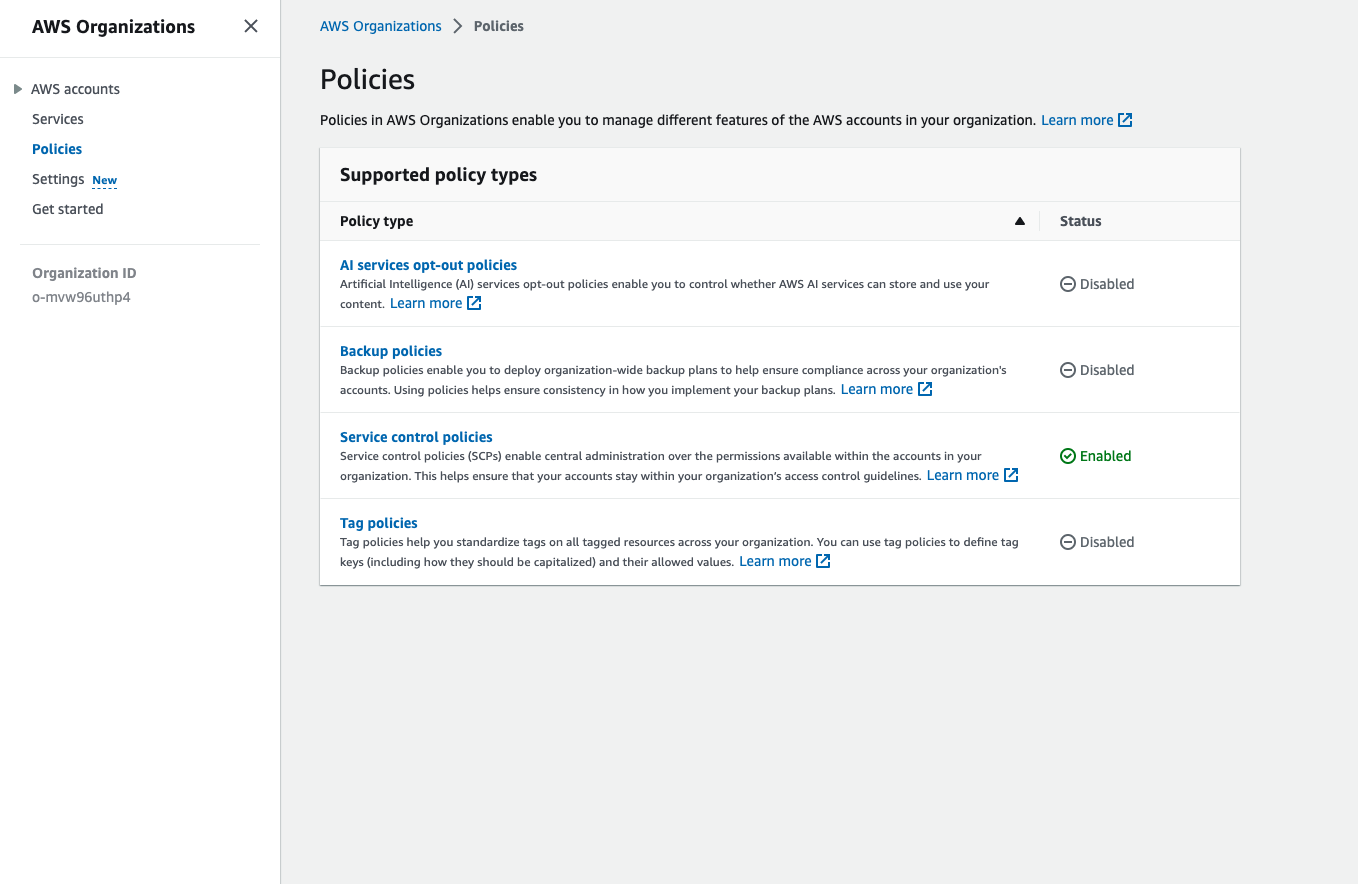 AWS Organizations
AWS accounts
Services
Policies
Settings New
Get started
Organization ID
o-mvw96uthp4
AWS Organizations > Policies
Policies
Policies in AWS Organizations enable you to manage different features of the AWS accounts in your organization. Learn more
Supported policy types
Policy type Status
AI services opt-out policies
Artificial Intelligence (AI) services opt-out policies enable you to control whether AWS AI services can store and use your
content. Learn more
Disabled
Backup policies
Backup policies enable you to deploy organization-wide backup plans to help ensure compliance across your organization's
accounts. Using policies helps ensure consistency in how you implement your backup plans. Learn more
Disabled
Service control policies
Service control policies (SCPs) enable central administration over the permissions available within the accounts in your
organization. This helps ensure that your accounts stay within your organization’s access control guidelines. Learn more
Enabled
Tag policies
Tag policies help you standardize tags on all tagged resources across your organization. You can use tag policies to define tag
keys (including how they should be capitalized) and their allowed values. Learn more
Disabled